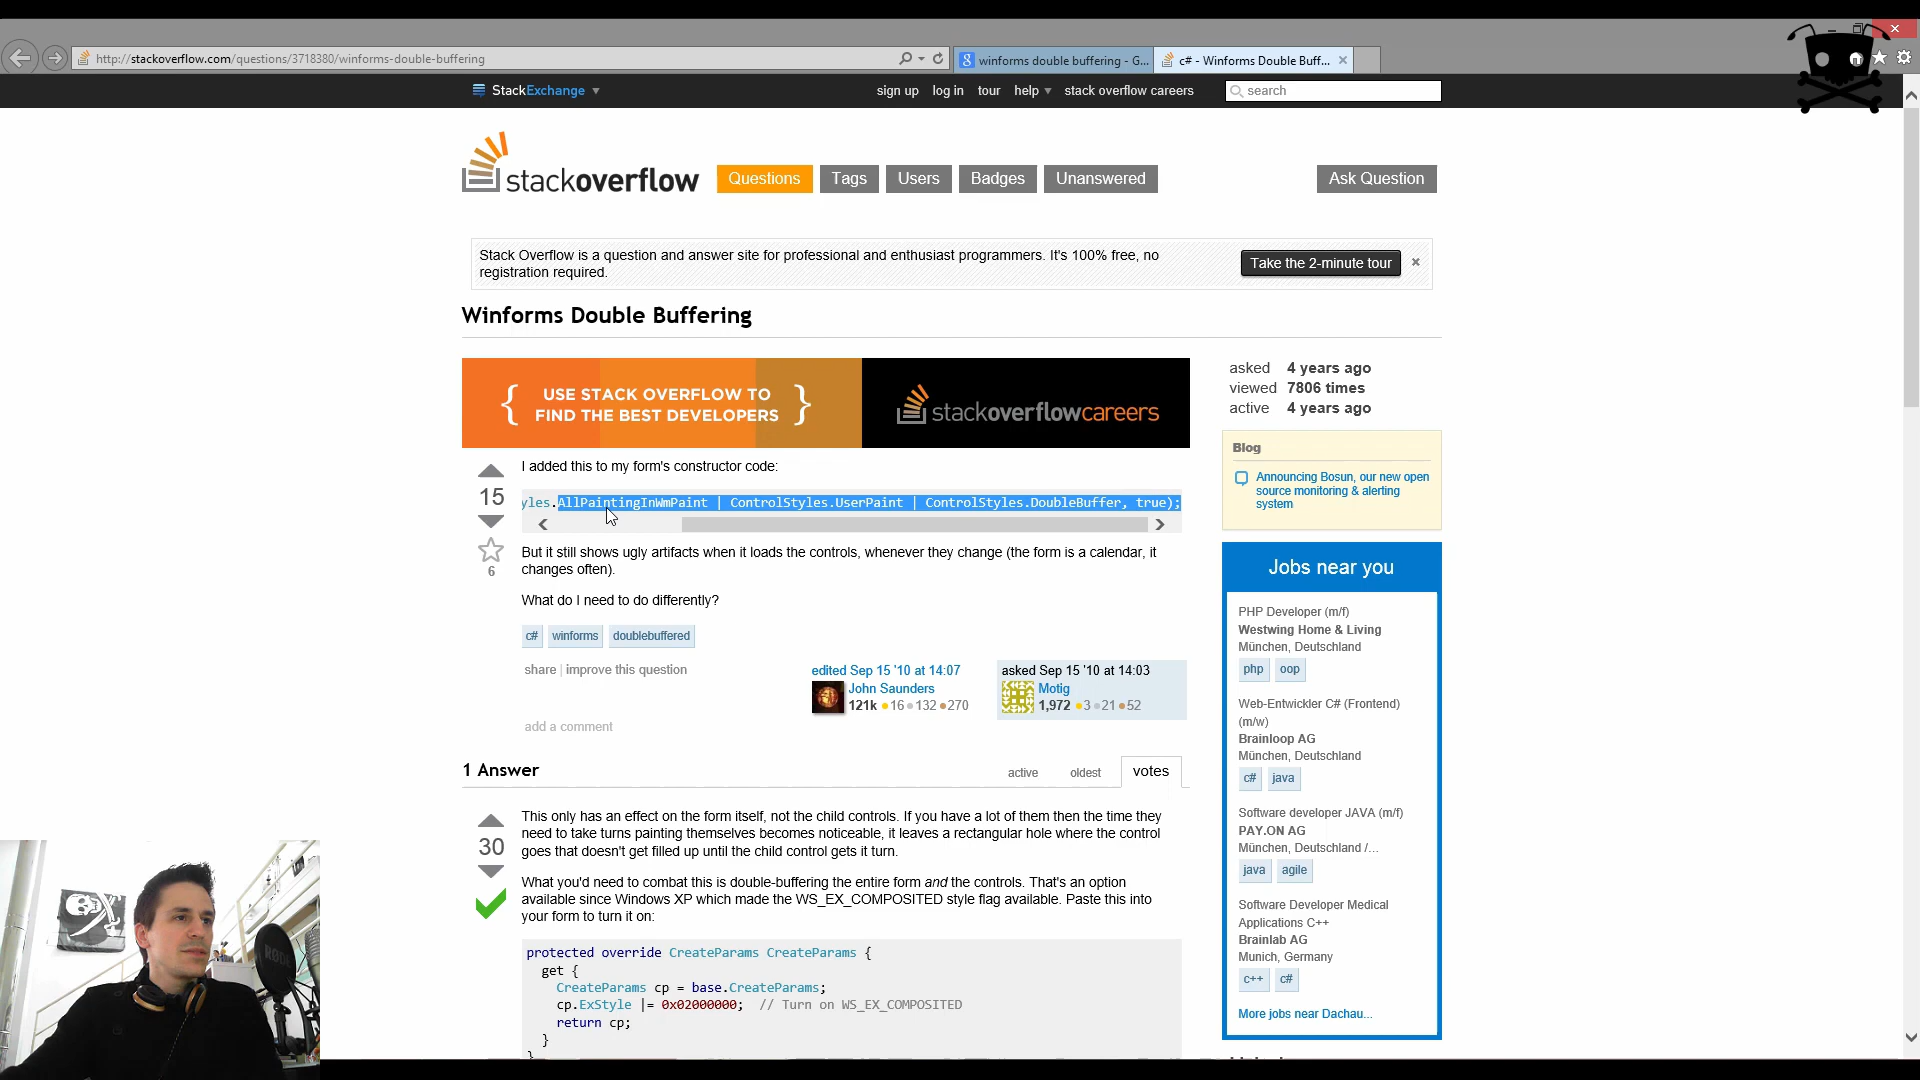 http://stackoverflow.com/questions/3718380/winforms-double-buffering
winforms double buffering - G...
c# - Winforms Double Buff...
StackExchange
sign up
log in
tour
help
stack overflow careers
search
stackoverflow
Questions
Tags
Users
Badges
Unanswered
Ask Question
Stack Overflow is a question and answer site for professional and enthusiast programmers. It's 100% free, no
registration required.
Take the 2-minute tour
×
Winforms Double Buffering
{ USE STACK OVERFLOW TO }
FIND THE BEST DEVELOPERS
stackoverflowcareers
asked 4 years ago
viewed 7806 times
active 4 years ago
Blog
Announcing Bosun, our new open
source monitoring & alerting
system
15
6
I added this to my form's constructor code:
yles.AllPaintingInWmPaint | ControlStyles.UserPaint | ControlStyles.DoubleBuffer, true);
But it still shows ugly artifacts when it loads the controls, whenever they change (the form is a calendar, it
changes often).
What do I need to do differently?
c# winforms doublebuffered
share | improve this question
edited Sep 15 '10 at 14:07
John Saunders
121k 16 132 270
asked Sep 15 '10 at 14:03
Motig
1,972 3 21 52
add a comment
Jobs near you
PHP Developer (m/f)
Westwing Home & Living
München, Deutschland
php oop
Web-Entwickler C# (Frontend)
(m/w)
Brainloop AG
München, Deutschland
c# java
Software developer JAVA (m/f)
PAY.ON AG
München, Deutschland /...
java agile
Software Developer Medical
Applications C++
Brainlab AG
Munich, Germany
c++ c#
More jobs near Dachau...
1 Answer
active
oldest
votes
30
This only has an effect on the form itself, not the child controls. If you have a lot of them then the time they
need to take turns painting themselves becomes noticeable, it leaves a rectangular hole where the control
goes that doesn't get filled up until the child control gets it turn.
What you'd need to combat this is double-buffering the entire form and the controls. That's an option
available since Windows XP which made the WS_EX_COMPOSITED style flag available. Paste this into
your form to turn it on:
protected override CreateParams CreateParams {
get {
CreateParams cp = base.CreateParams;
cp.ExStyle |= 0x02000000; // Turn on WS_EX_COMPOSITED
return cp;
}
}
RØDE